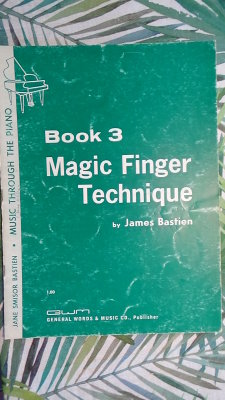 Book 3
Magic Finger
Technique
by James Bastien
1.50
GWM
GENERAL WORDS & MUSIC CO., Publisher
JANE SMISOR BASTIEN • MUSIC THROUGH THE PIANO